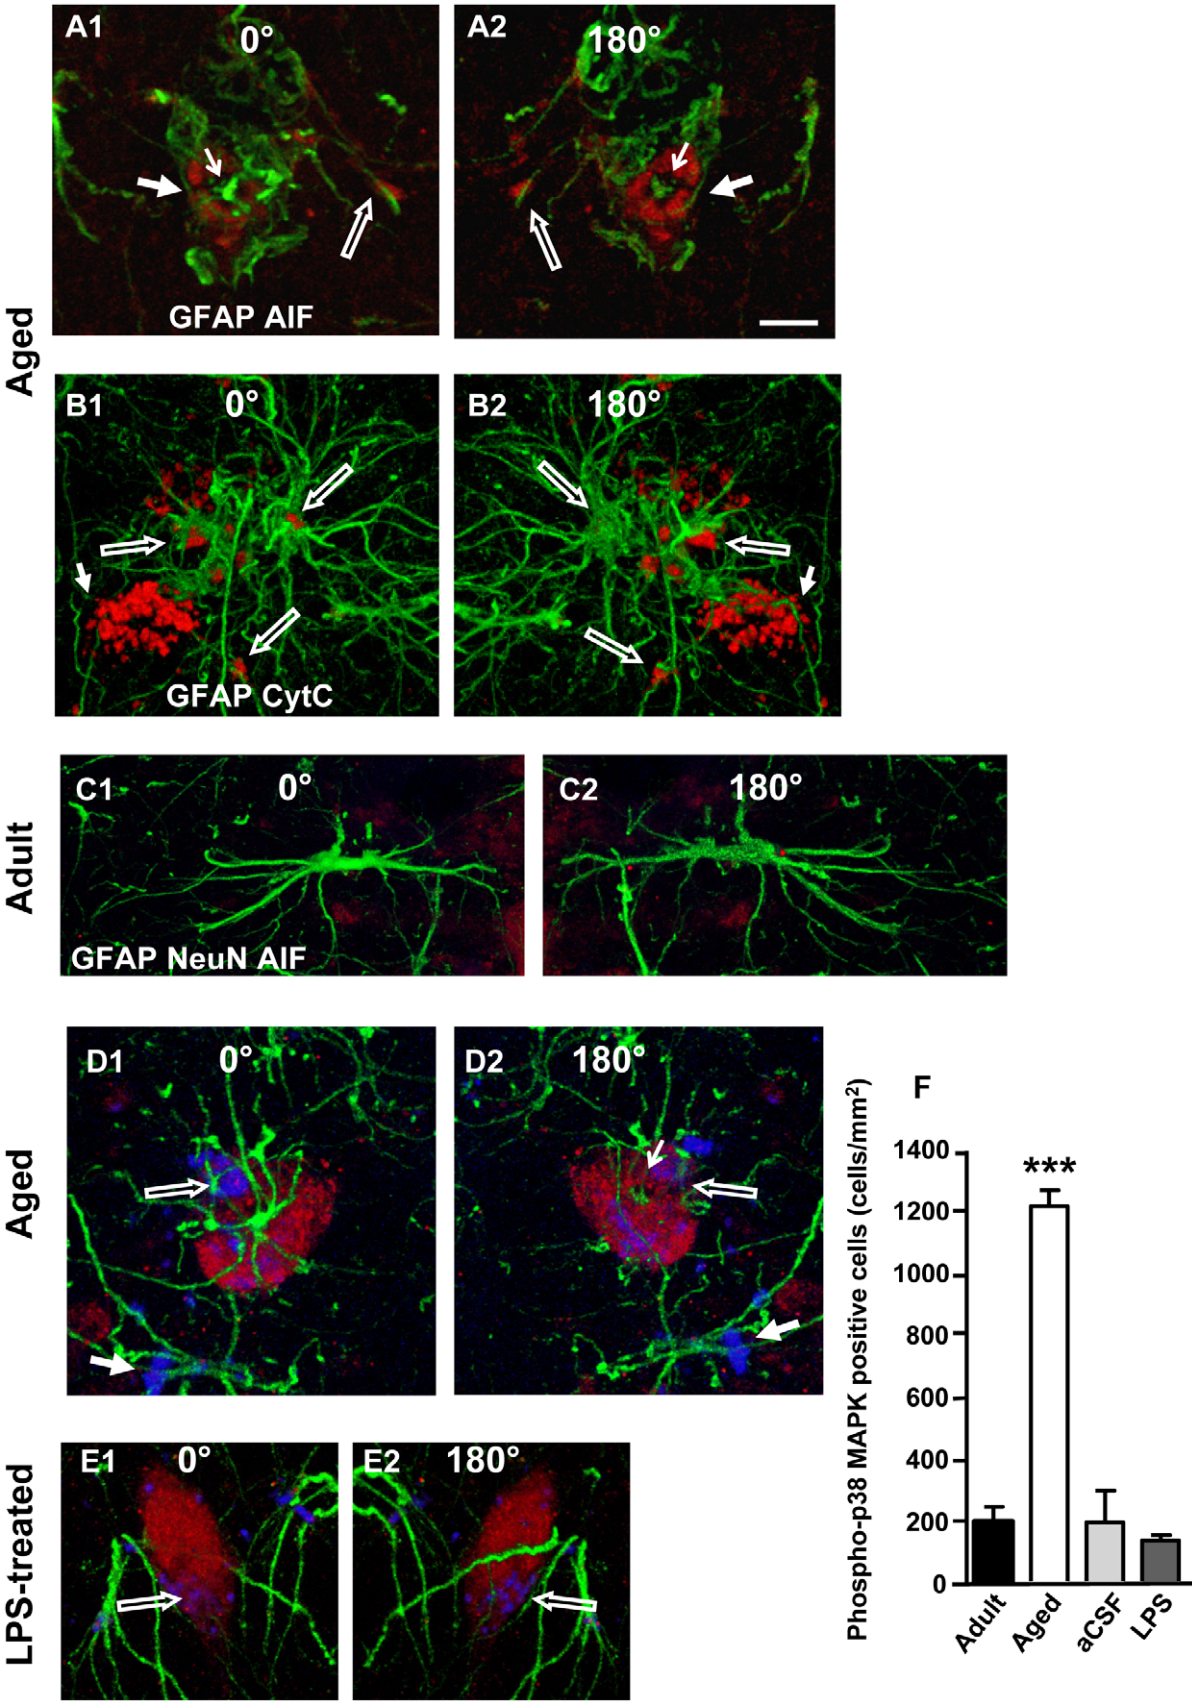 Aged
A1
0°
GFAP AIF
A2
180°
B1
0°
GFAP CytC
B2
180°
Adult
C1
0°
GFAP NeuN AIF
C2
180°
Aged
D1
0°
D2
180°
LPS-treated
E1
0°
E2
180°
F
Phospho-p38 MAPK positive cells (cells/mm²)
1400
1200
1000
800
600
400
200
0
***
Adult
Aged
aCSF
LPS